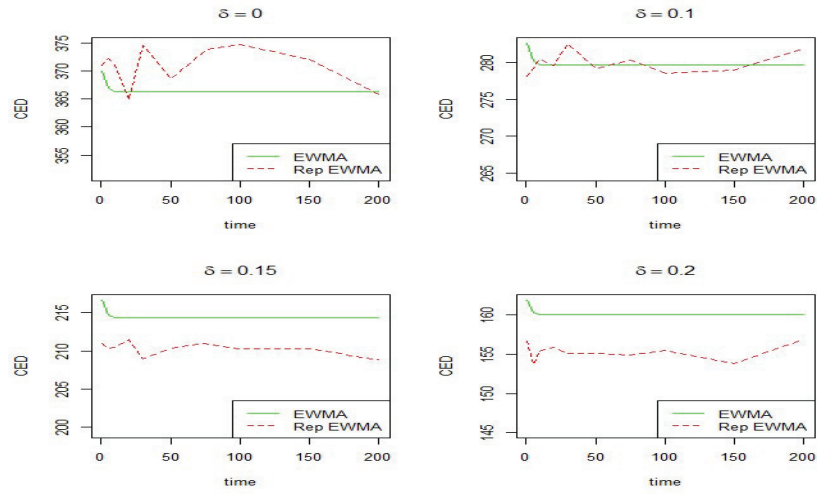 δ = 0
CED
375
370
365
360
355
0 50 100 150 200
time
EWMA
Rep EWMA
δ = 0.1
CED
280
275
270
265
0 50 100 150 200
time
EWMA
Rep EWMA
δ = 0.15
CED
215
210
205
200
0 50 100 150 200
time
EWMA
Rep EWMA
δ = 0.2
CED
160
155
150
145
0 50 100 150 200
time
EWMA
Rep EWMA